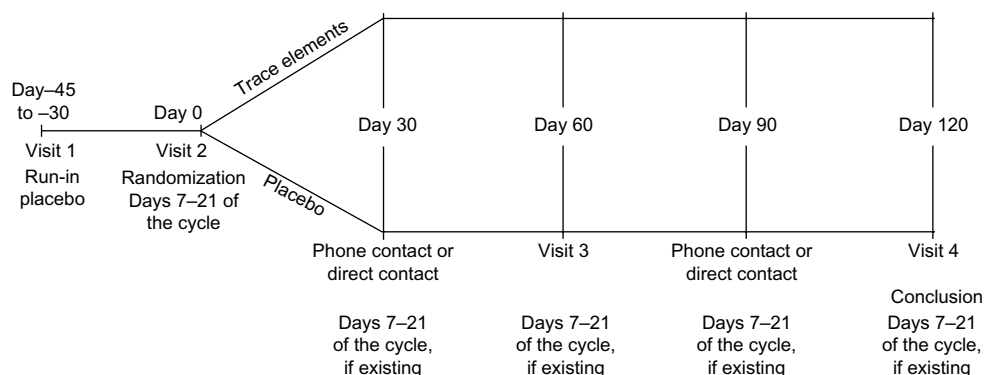 Day–45
to –30
Visit 1
Run-in
placebo
Day 0
Visit 2
Randomization
Days 7–21 of
the cycle
Trace elements
Placebo
Day 30
Day 60
Day 90
Day 120
Phone contact or
direct contact
Days 7–21
of the cycle,
if existing
Visit 3
Days 7–21
of the cycle,
if existing
Phone contact or
direct contact
Days 7–21
of the cycle,
if existing
Visit 4
Conclusion
Days 7–21
of the cycle,
if existing